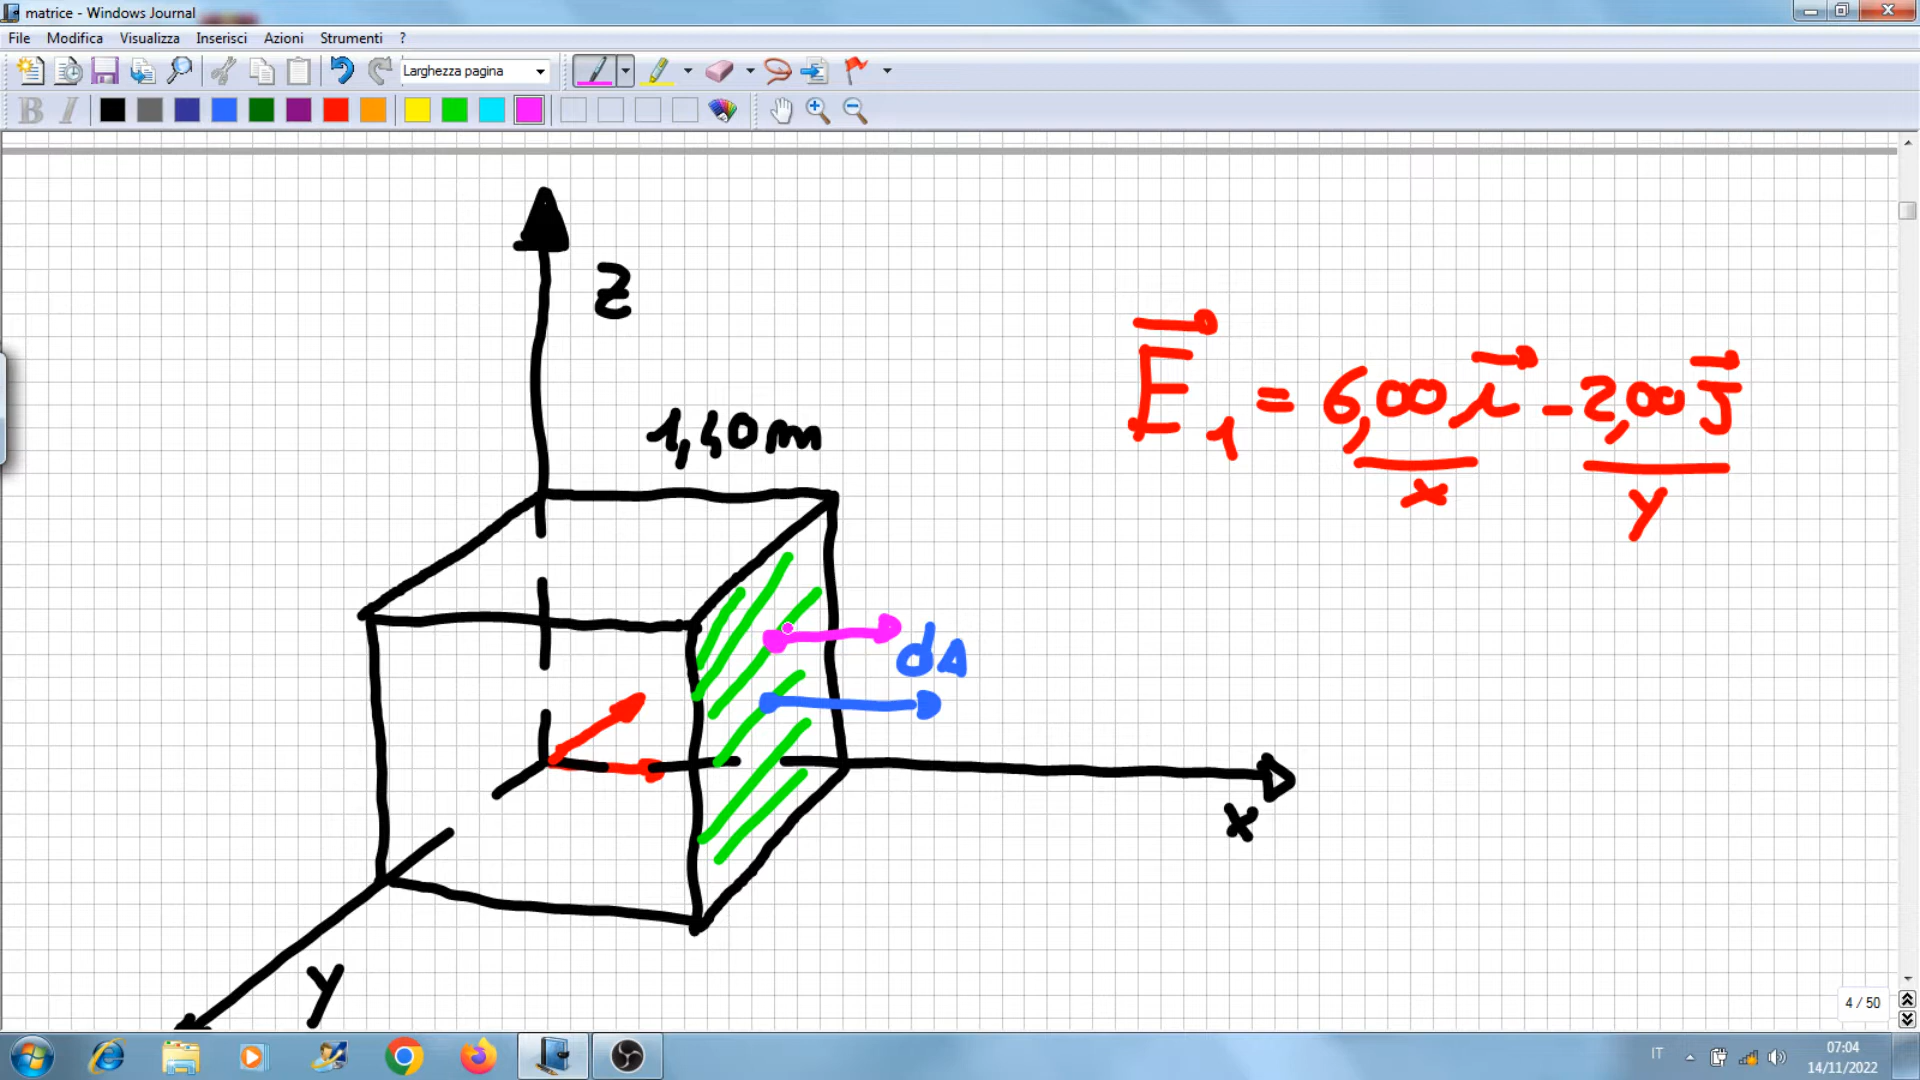 matrice - Windows Journal
File Modifica Visualizza Inserisci Azioni Strumenti ?
Larghezza pagina
B I
z
1,40m
E₁ = 6,00 i - 2,00 J
x y
dA
x
y
4 / 50
IT
07:04
14/11/2022